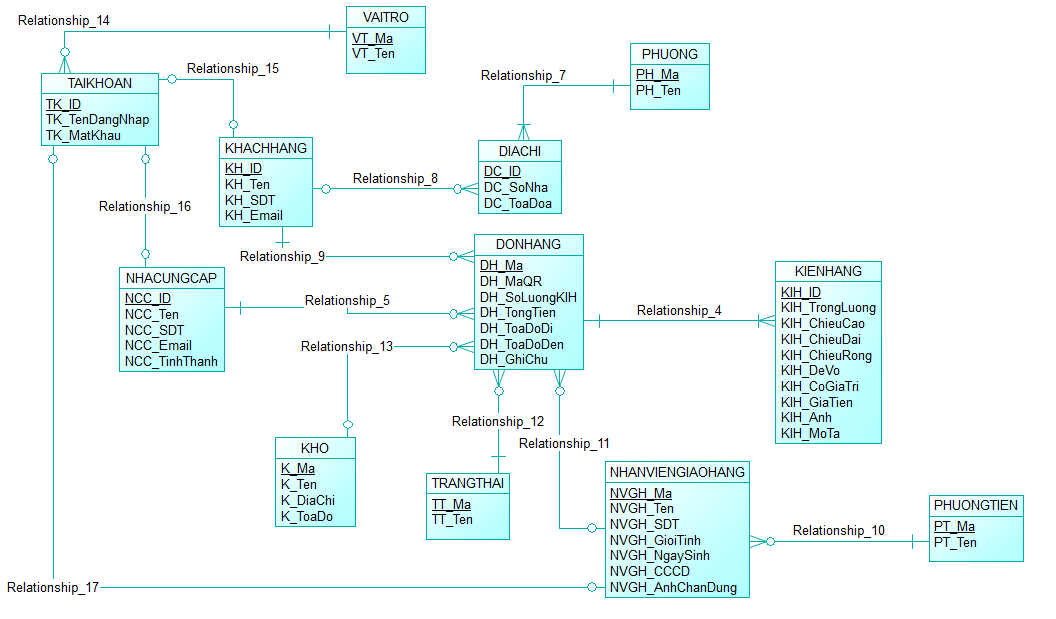 Relationship_14
VAITRO
VT_Ma
VT_Ten
Relationship_15
TAIKHOAN
TK_ID
TK_TenDangNhap
TK_MatKhau
Relationship_7
PHUONG
PH_Ma
PH_Ten
KHACHHANG
KH_ID
KH_Ten
KH_SDT
KH_Email
Relationship_8
DIACHI
DC_ID
DC_SoNha
DC_ToaDoa
Relationship_16
Relationship_9
NHACUNGCAP
NCC_ID
NCC_Ten
NCC_SDT
NCC_Email
NCC_TinhThanh
Relationship_5
Relationship_13
DONHANG
DH_Ma
DH_MaQR
DH_SoLuongKIH
DH_TongTien
DH_ToaDoDi
DH_ToaDoDen
DH_GhiChu
Relationship_4
KIENHANG
KIH_ID
KIH_TrongLuong
KIH_ChieuCao
KIH_ChieuDai
KIH_ChieuRong
KIH_DeVo
KIH_CoGiaTri
KIH_GiaTien
KIH_Anh
KIH_MoTa
Relationship_12
Relationship_11
KHO
K_Ma
K_Ten
K_DiaChi
K_ToaDo
TRANGTHAI
TT_Ma
TT_Ten
NHANVIENGIAOHANG
NVGH_Ma
NVGH_Ten
NVGH_SDT
NVGH_GioiTinh
NVGH_NgaySinh
NVGH_CCCD
NVGH_AnhChanDung
Relationship_10
PHUONGTIEN
PT_Ma
PT_Ten
Relationship_17